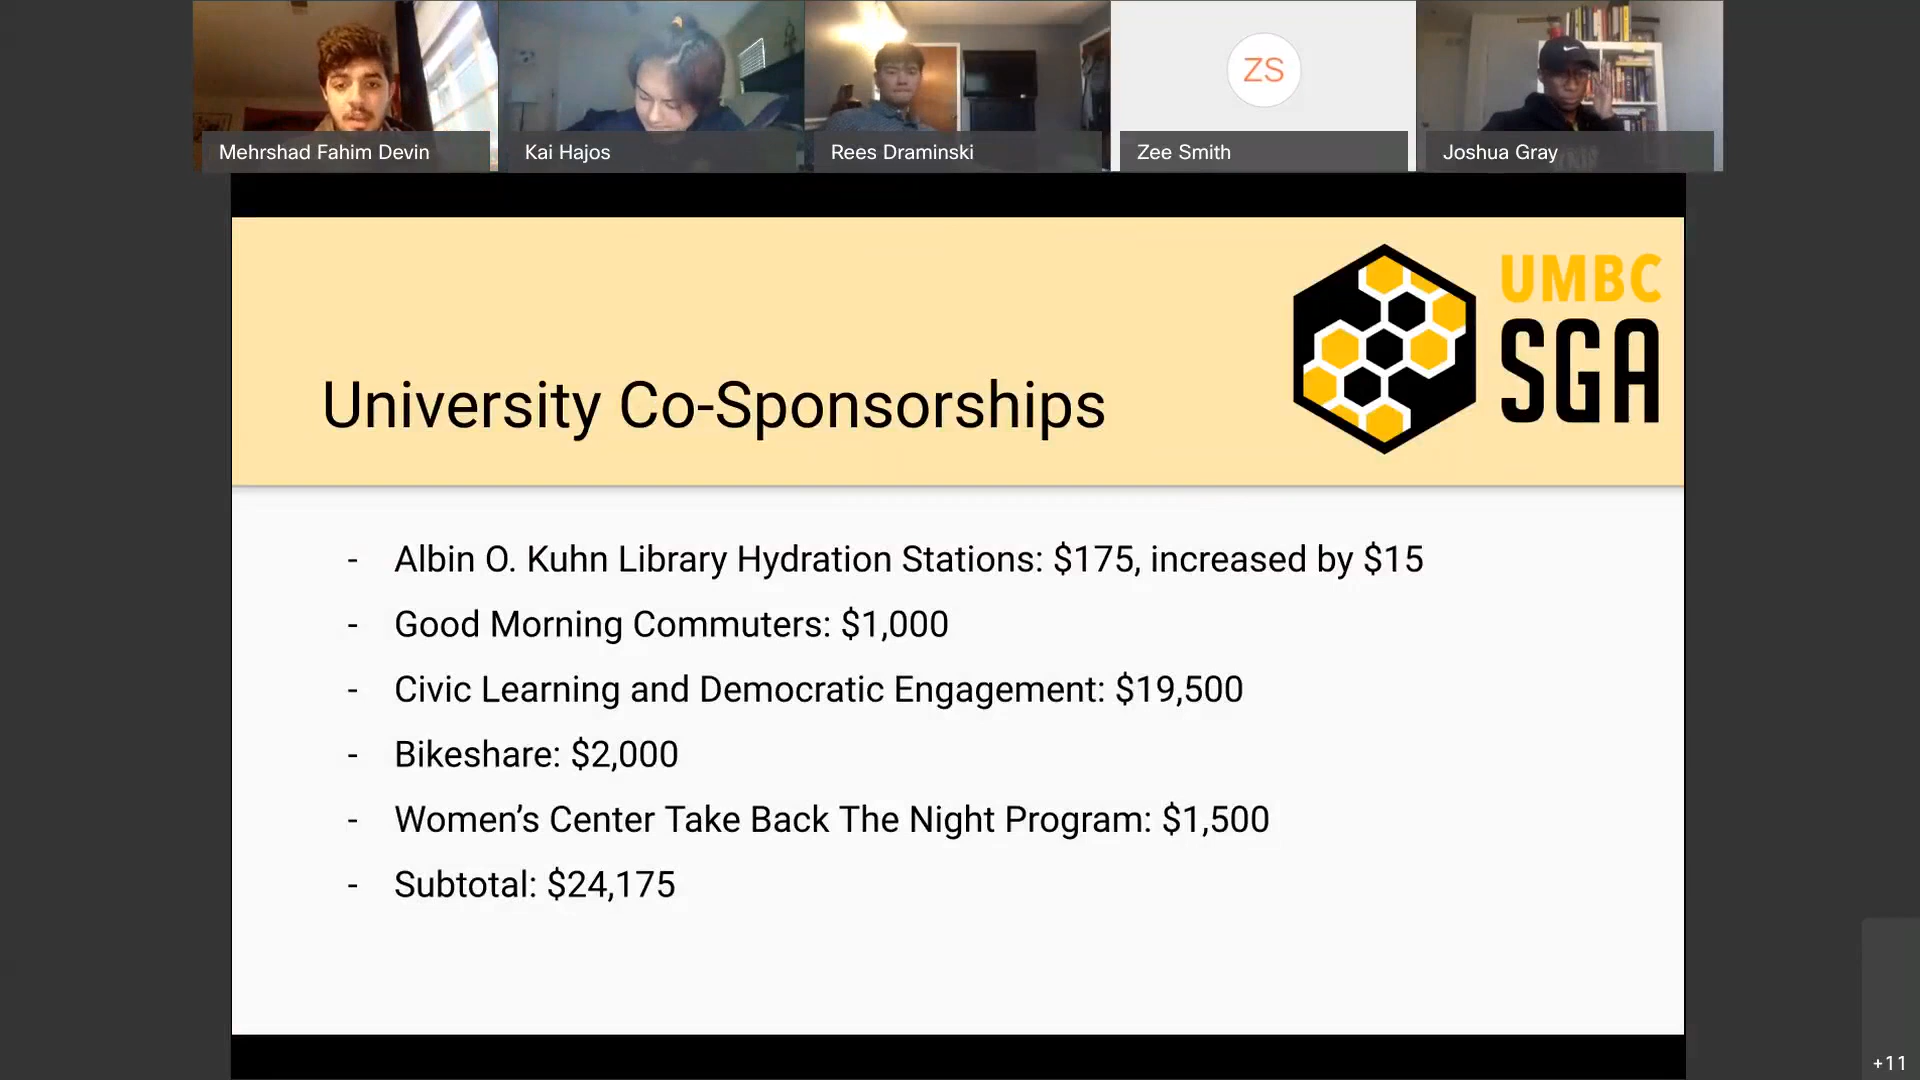 Mehrshad Fahim Devin
Kai Hajos
Rees Draminski
ZS
Zee Smith
Joshua Gray
UMBC
SGA
University Co-Sponsorships
- Albin O. Kuhn Library Hydration Stations: $175, increased by $15
- Good Morning Commuters: $1,000
- Civic Learning and Democratic Engagement: $19,500
- Bikeshare: $2,000
- Women’s Center Take Back The Night Program: $1,500
- Subtotal: $24,175
+11